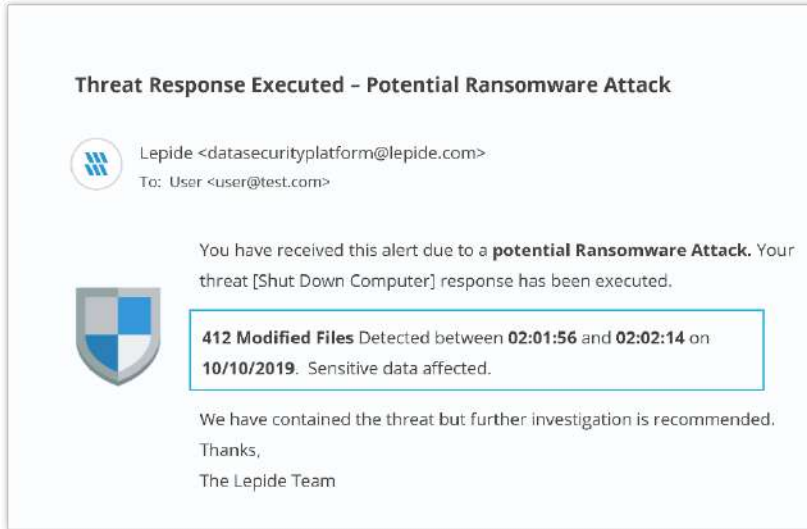 Threat Response Executed – Potential Ransomware Attack
Lepide <datasecurityplatform@lepide.com>
To: User <user@test.com>
You have received this alert due to a potential Ransomware Attack. Your
threat [Shut Down Computer] response has been executed.
412 Modified Files Detected between 02:01:56 and 02:02:14 on
10/10/2019. Sensitive data affected.
We have contained the threat but further investigation is recommended.
Thanks,
The Lepide Team